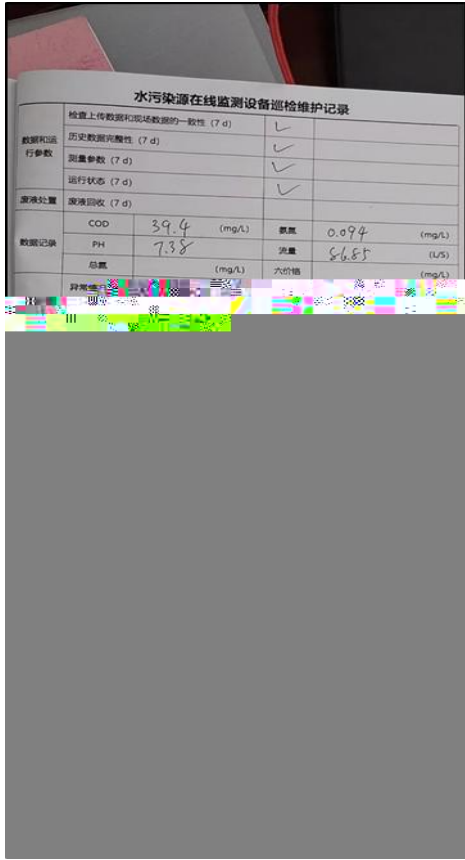 水污染源在线监测设备巡检维护记录
数据和运行参数 检查上传数据和现场数据的一致性 (7 d) ✓
历史数据完整性 (7 d) ✓
测量参数 (7 d) ✓
运行状态 (7 d) ✓
废液处置 废液回收 (7 d)
数据记录 COD 39.4 (mg/L) 氨氮 0.094 (mg/L)
PH 7.38 流量 86.85 (L/S)
总氮 (mg/L) 六价铬 (mg/L)
异常情